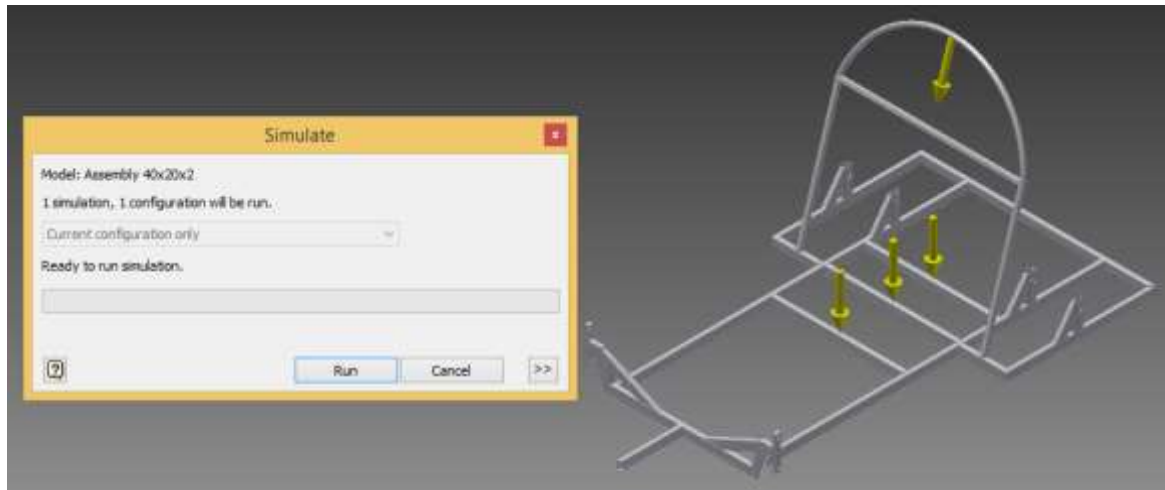 Simulate
x
Model: Assembly 40x20x2
1 simulation, 1 configuration will be run.
Current configuration only
Ready to run simulation.
?
Run
Cancel
>>